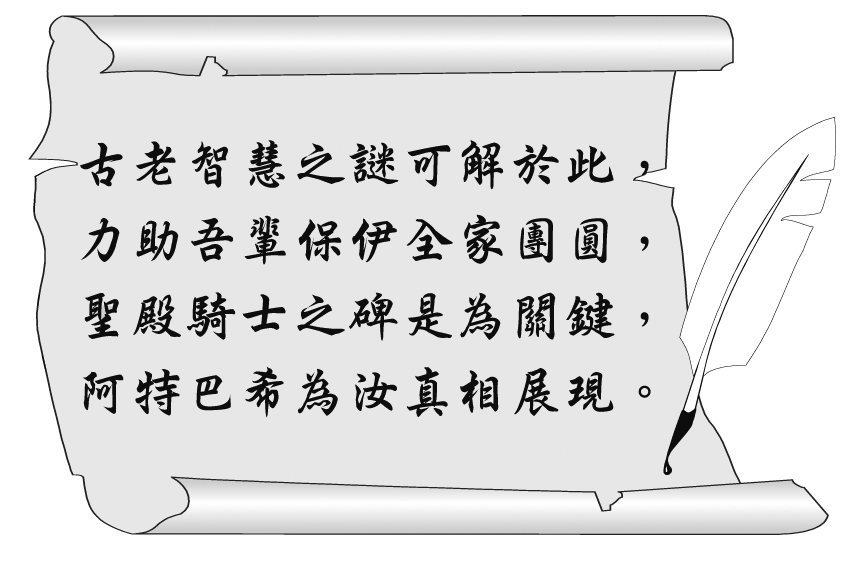 古老智慧之謎可解於此，
力助吾輩保伊全家團圓，
聖殿騎士之碑是為關鍵，
阿特巴希為汝真相展現。